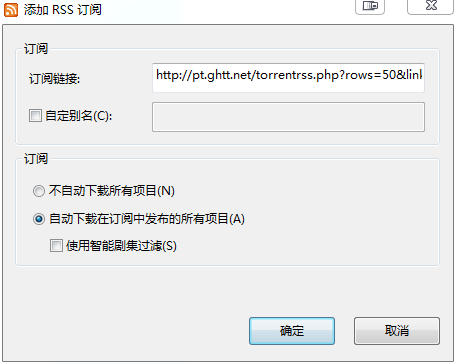 添加 RSS 订阅
订阅
订阅链接:
http://pt.ghtt.net/torrentrss.php?rows=50&link
自定别名(C):
订阅
不自动下载所有项目(N)
自动下载在订阅中发布的所有项目(A)
使用智能剧集过滤(S)
确定
取消